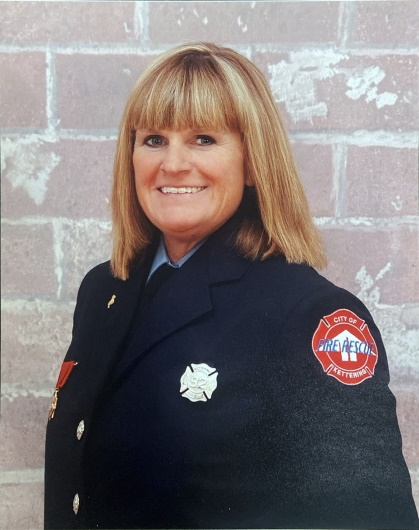 CITY OF
FIRE RESCUE
KETTERING